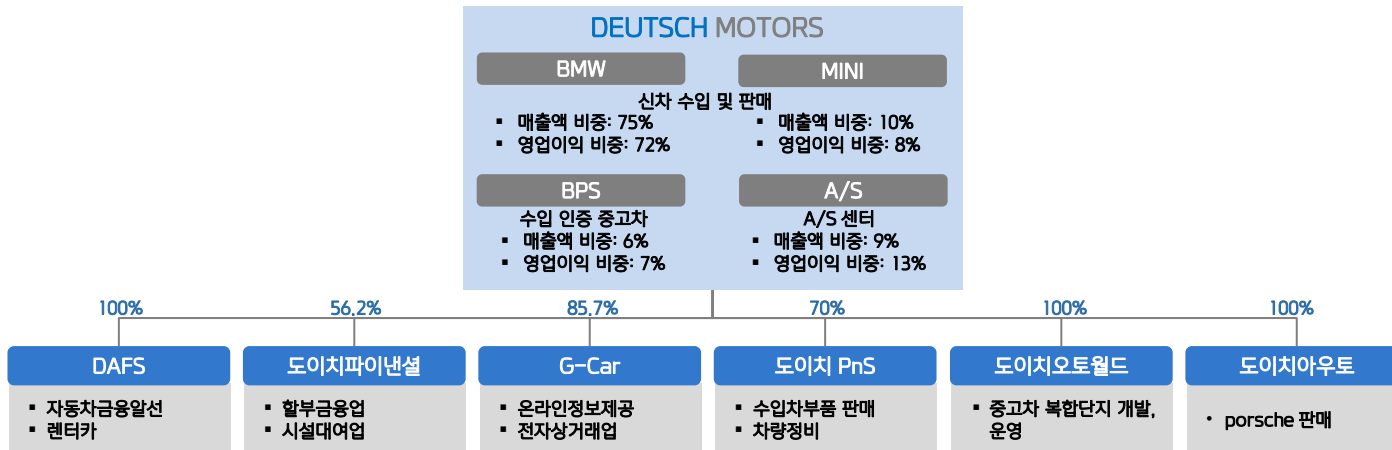 DEUTSCH MOTORS
BMW
MINI
신차 수입 및 판매
▪ 매출액 비중: 75%
▪ 영업이익 비중: 72%
▪ 매출액 비중: 10%
▪ 영업이익 비중: 8%
BPS
수입 인증 중고차
▪ 매출액 비중: 6%
▪ 영업이익 비중: 7%
A/S
A/S 센터
▪ 매출액 비중: 9%
▪ 영업이익 비중: 13%
100%
56.2%
85.7%
70%
100%
100%
DAFS
▪ 자동차금융알선
▪ 렌터카
도이치파이낸셜
▪ 할부금융업
▪ 시설대여업
G-Car
▪ 온라인정보제공
▪ 전자상거래업
도이치 PnS
▪ 수입차부품 판매
▪ 차량정비
도이치오토월드
▪ 중고차 복합단지 개발,
운영
도이치아우토
• porsche 판매